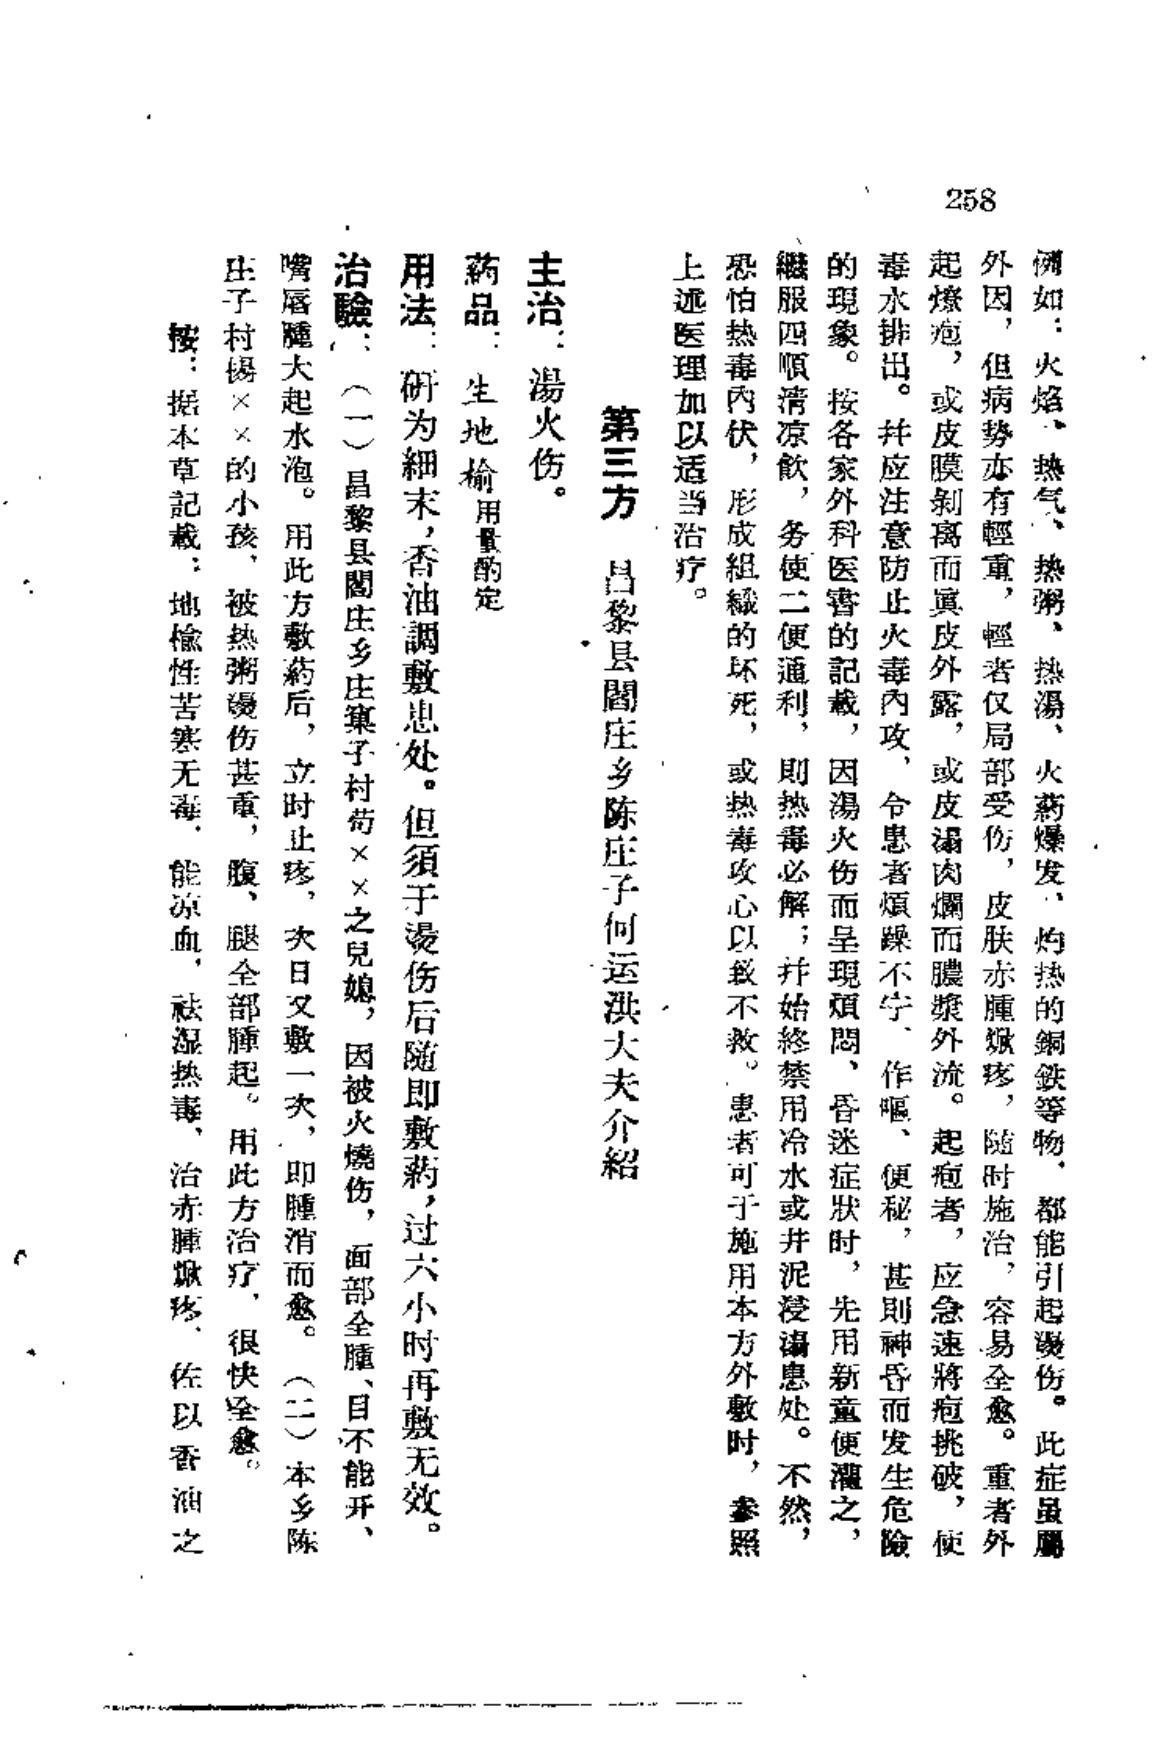 258
例如：火焰、热气、热粥、热湯、火葯爆发、灼热的銅鉄等物，都能引起燙伤。此症虽屬
外因，但病势亦有輕重，輕者仅局部受伤，皮肤赤腫焮疼，随时施治，容易全愈。重者外
起燎疱，或皮膜剝离而眞皮外露，或皮溻肉爛而膿漿外流。起疱者，应急速將疱挑破，使
毒水排出。幷应注意防止火毒內攻，令患者煩躁不宁、作嘔、便秘，甚則神昏而发生危險
的現象。按各家外科医書的記載，因湯火伤而呈現煩悶、昏迷症狀时，先用新童便灌之，
繼服四順清凉飮，务使二便通利，則热毒必解；幷始終禁用冷水或井泥浸溻患处。不然，
恐怕热毒內伏，形成組織的坏死，或热毒攻心以致不救。患者可于施用本方外敷时，参照
上述医理加以适当治疗。
第三方　昌黎县閻庄乡陈庄子何运洪大夫介紹
主治：湯火伤。
葯品：生地榆用量酌定
用法：研为細末，香油調敷患处。但須于燙伤后随即敷葯，过六小时再敷无效。
治驗：（一）昌黎县閻庄乡庄窠子村苟××之兒媳，因被火燒伤，面部全腫、目不能开、
嘴唇腫大起水泡。用此方敷葯后，立时止疼，次日又敷一次，即腫消而愈。（二）本乡陈
庄子村楊××的小孩，被热粥燙伤甚重，腹、腿全部腫起。用此方治疗，很快全愈。
按：据本草記載：地榆性苦寒无毒，能凉血，祛湿热毒、治赤腫焮疼，佐以香油之